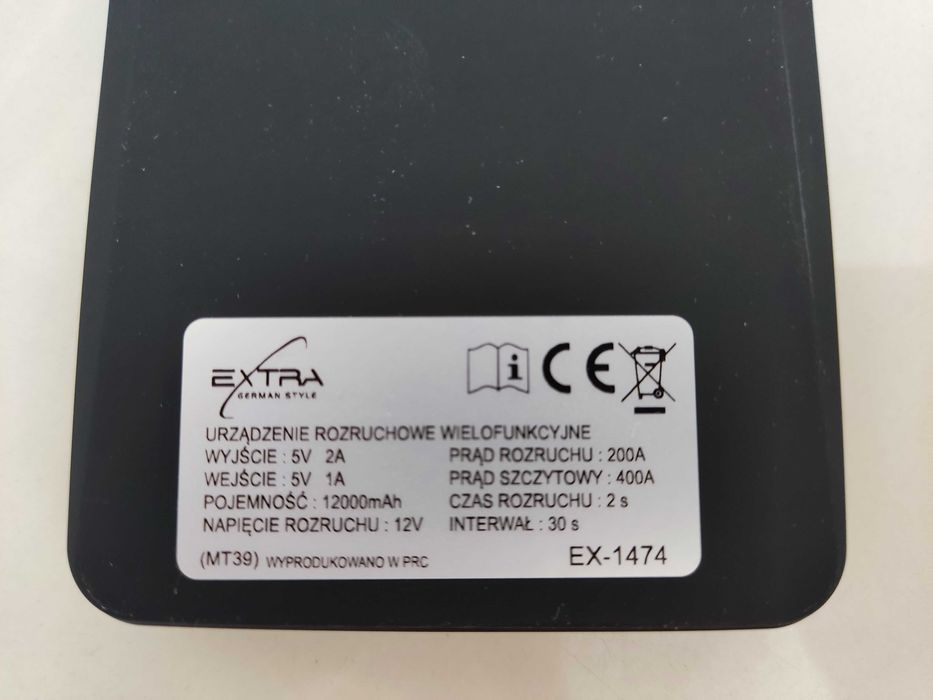 EXTRA
GERMAN STYLE
i CE
URZĄDZENIE ROZRUCHOWE WIELOFUNKCYJNE
WYJŚCIE : 5V 2A PRĄD ROZRUCHU : 200A
WEJŚCIE : 5V 1A PRĄD SZCZYTOWY : 400A
POJEMNOŚĆ : 12000mAh CZAS ROZRUCHU : 2 s
NAPIĘCIE ROZRUCHU : 12V INTERWAŁ : 30 s
(MT39) WYPRODUKOWANO W PRC EX-1474